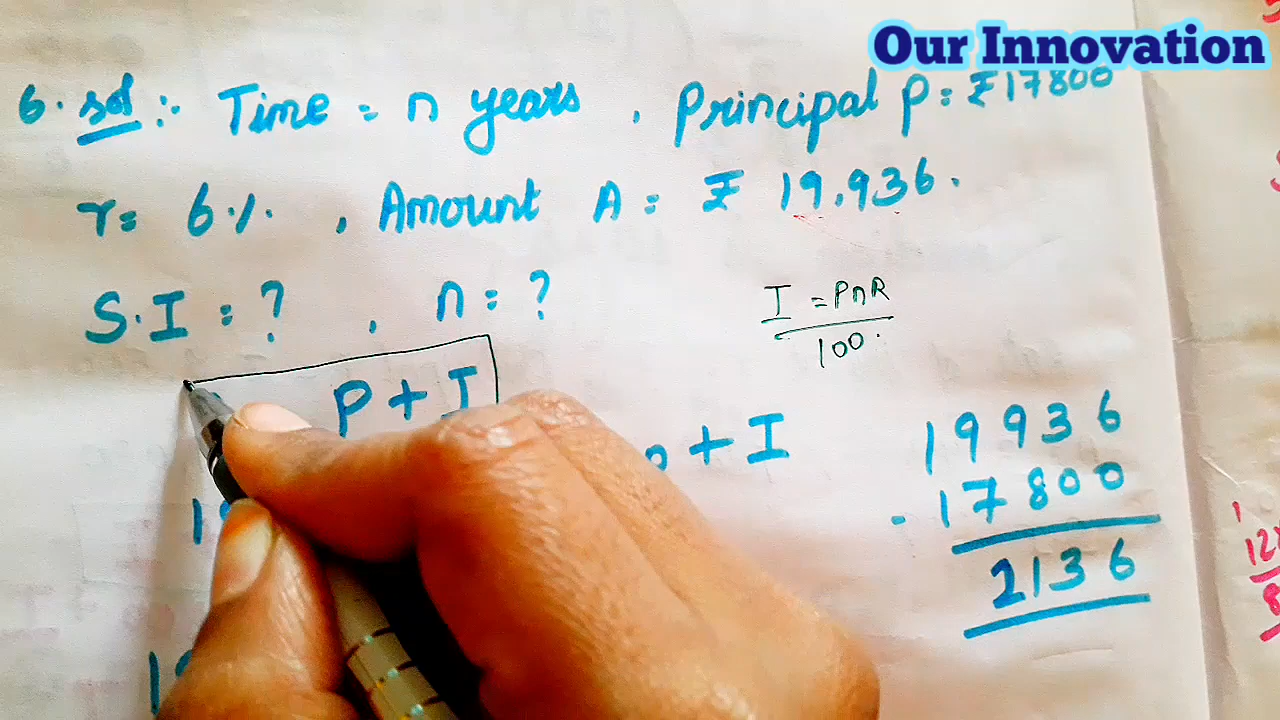 Our Innovation
6. sol :- Time = n years , Principal P = ₹17800
r = 6 % , Amount A = ₹ 19,936.
S.I = ? , n = ?
I = PnR
100
P + I
+ I
19936
- 17800
2136